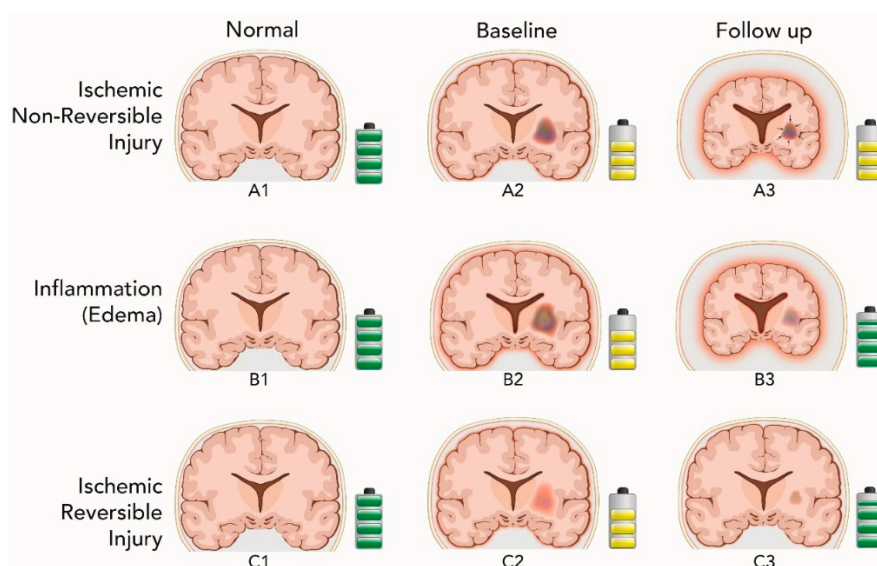 Normal
Baseline
Follow up
Ischemic
Non-Reversible
Injury
A1
A2
A3
Inflammation
(Edema)
B1
B2
B3
Ischemic
Reversible
Injury
C1
C2
C3